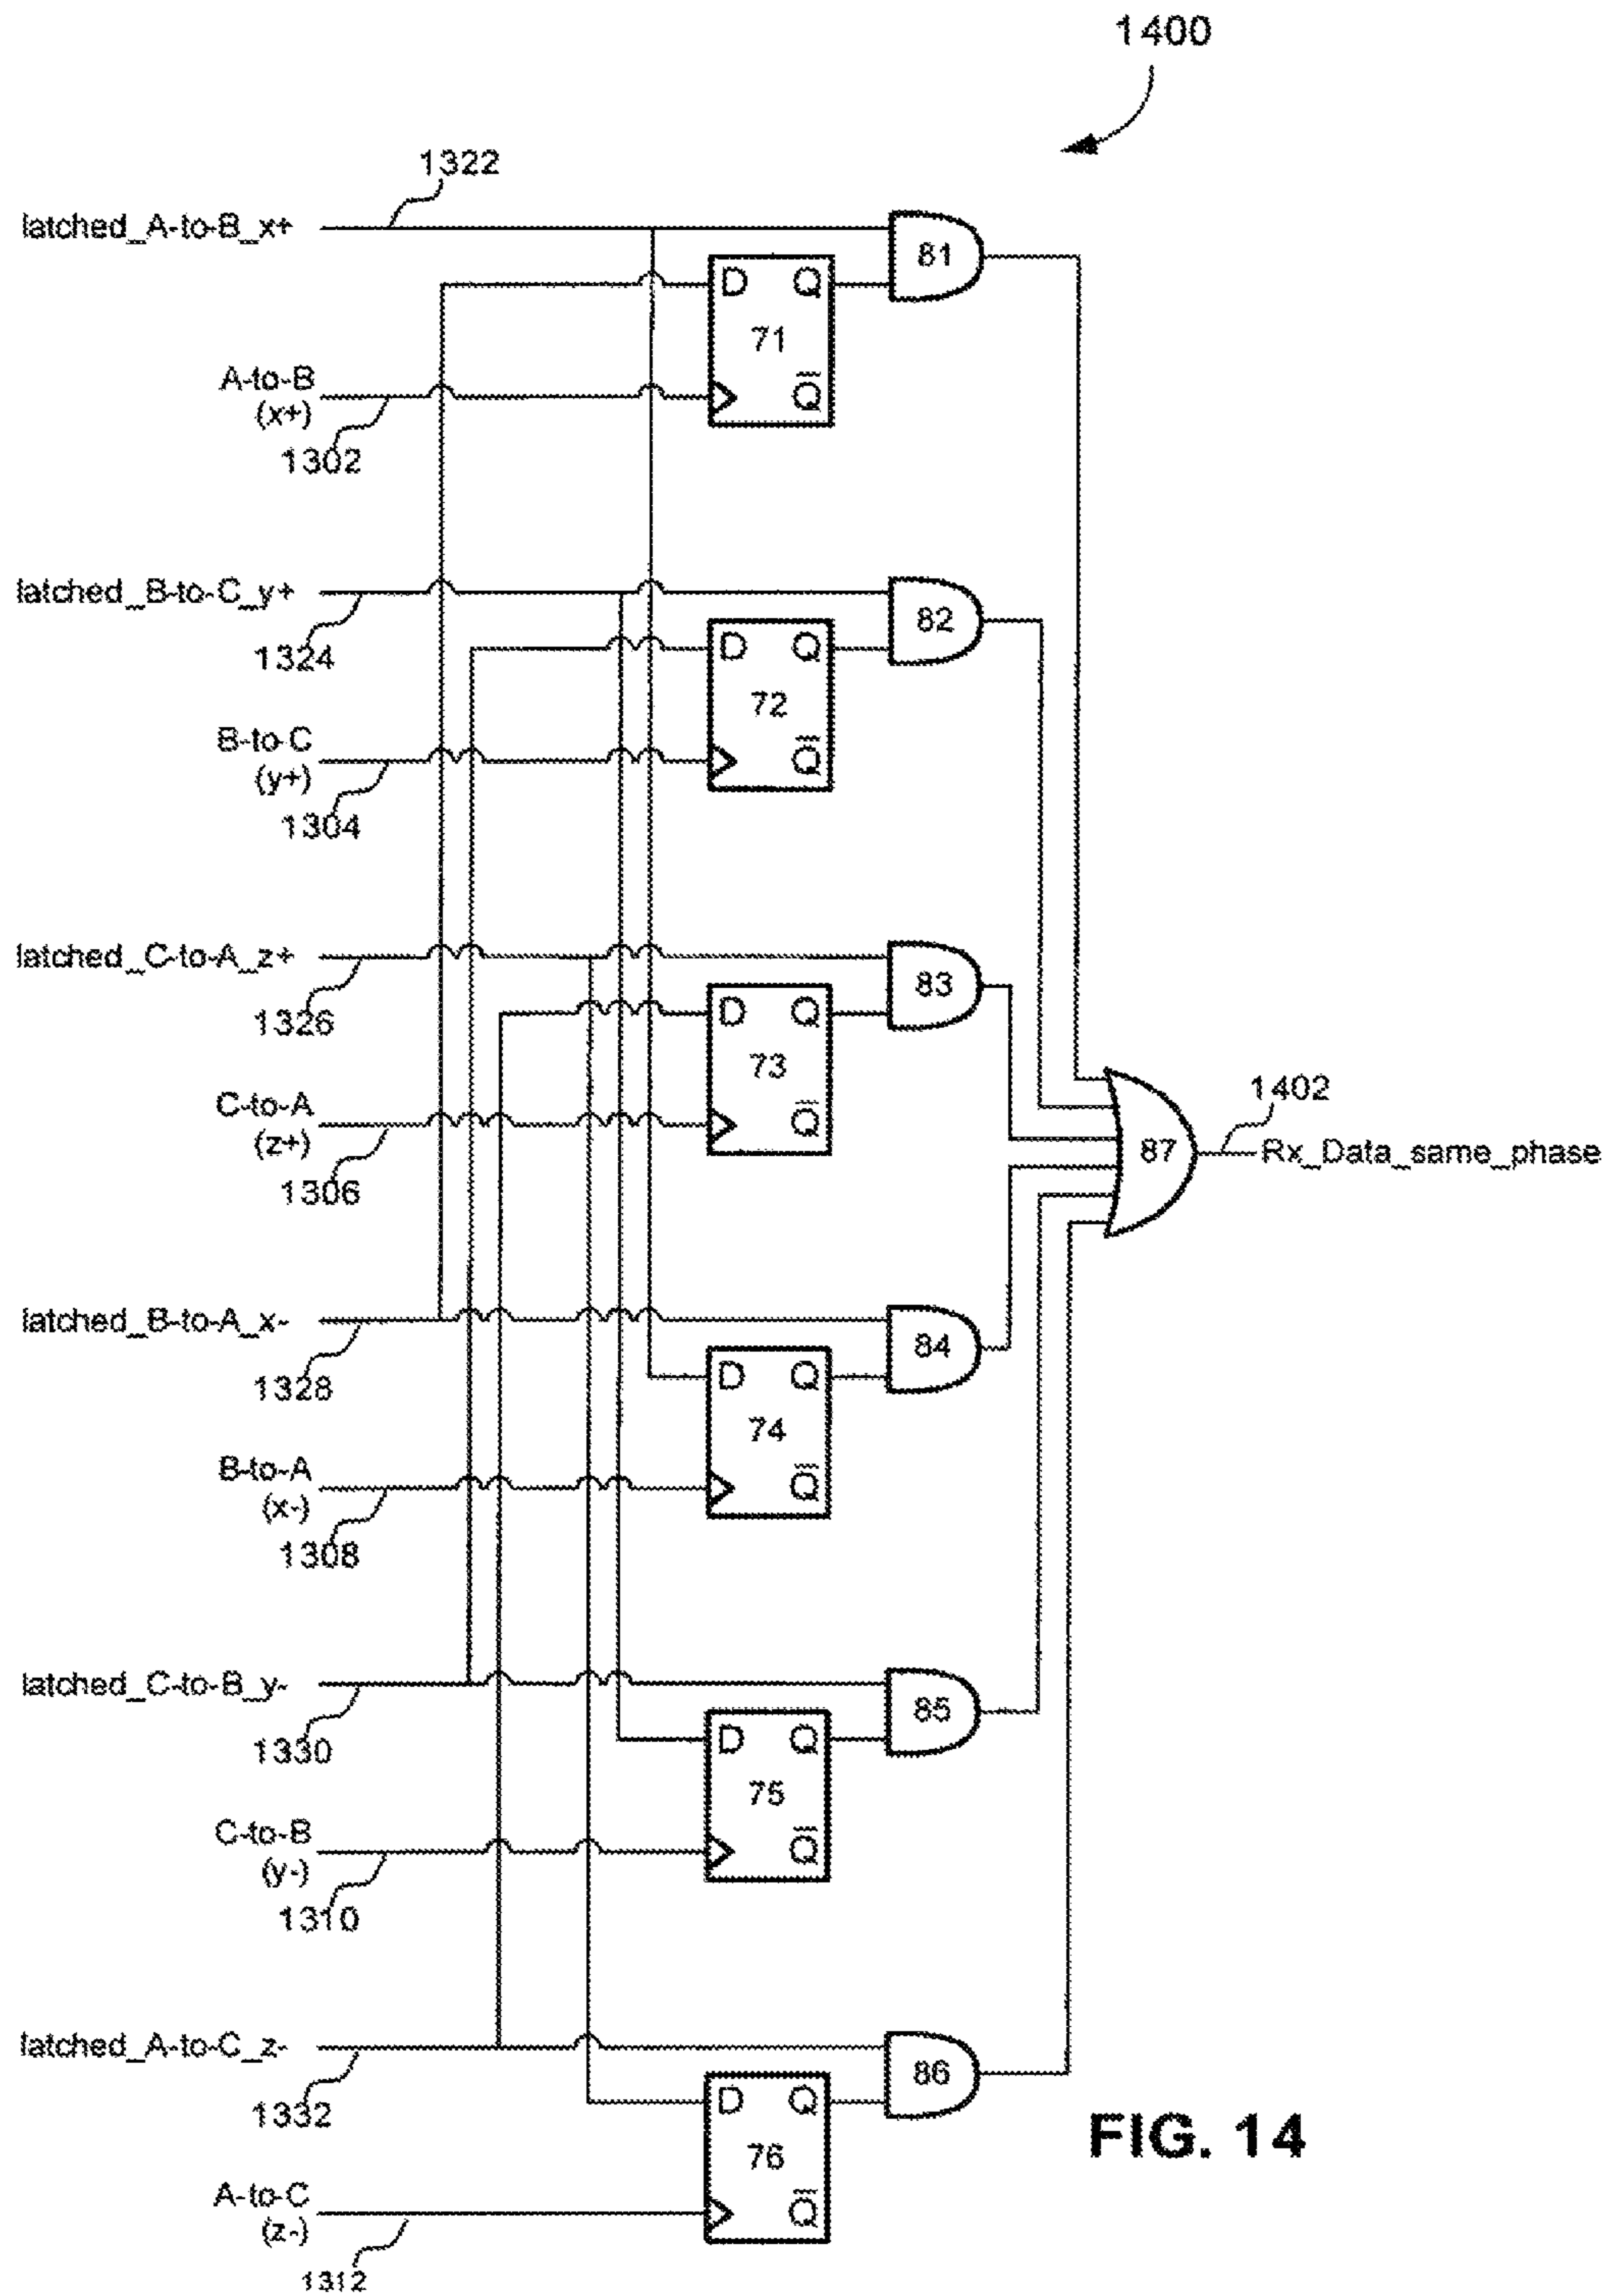 1400
1322
latched_A-to-B_x+
81
D Q
71
A-to-B
(x+)
Q
1302
latched_B-to-C_y+
82
1324
D Q
72
B-to-C
(y+)
Q
1304
latched_C-to-A_z+
83
1326
D Q
73
C-to-A
(z+)
Q
1306
1402
87
Rx_Data_same_phase
latched_B-to-A_x-
84
1328
D Q
74
B-to-A
(x-)
Q
1308
latched_C-to-B_y-
85
1330
D Q
75
C-to-B
(y-)
Q
1310
latched_A-to-C_z-
86
1332
D Q
76
A-to-C
(z-)
Q
1312
FIG. 14